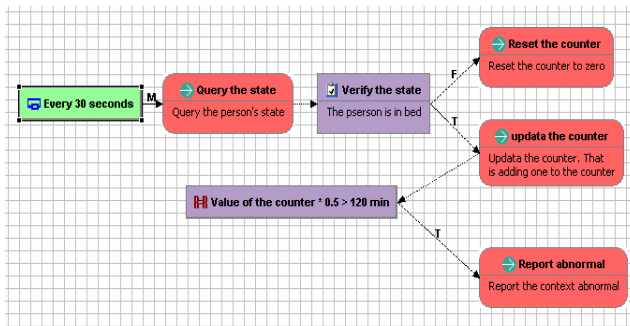 Reset the counter
Reset the counter to zero
F
Every 30 seconds
M
Query the state
Query the person's state
Verify the state
The pserson is in bed
T
updata the counter
Updata the counter. That
is adding one to the counter
Value of the counter * 0.5 > 120 min
T
Report abnormal
Report the context abnormal